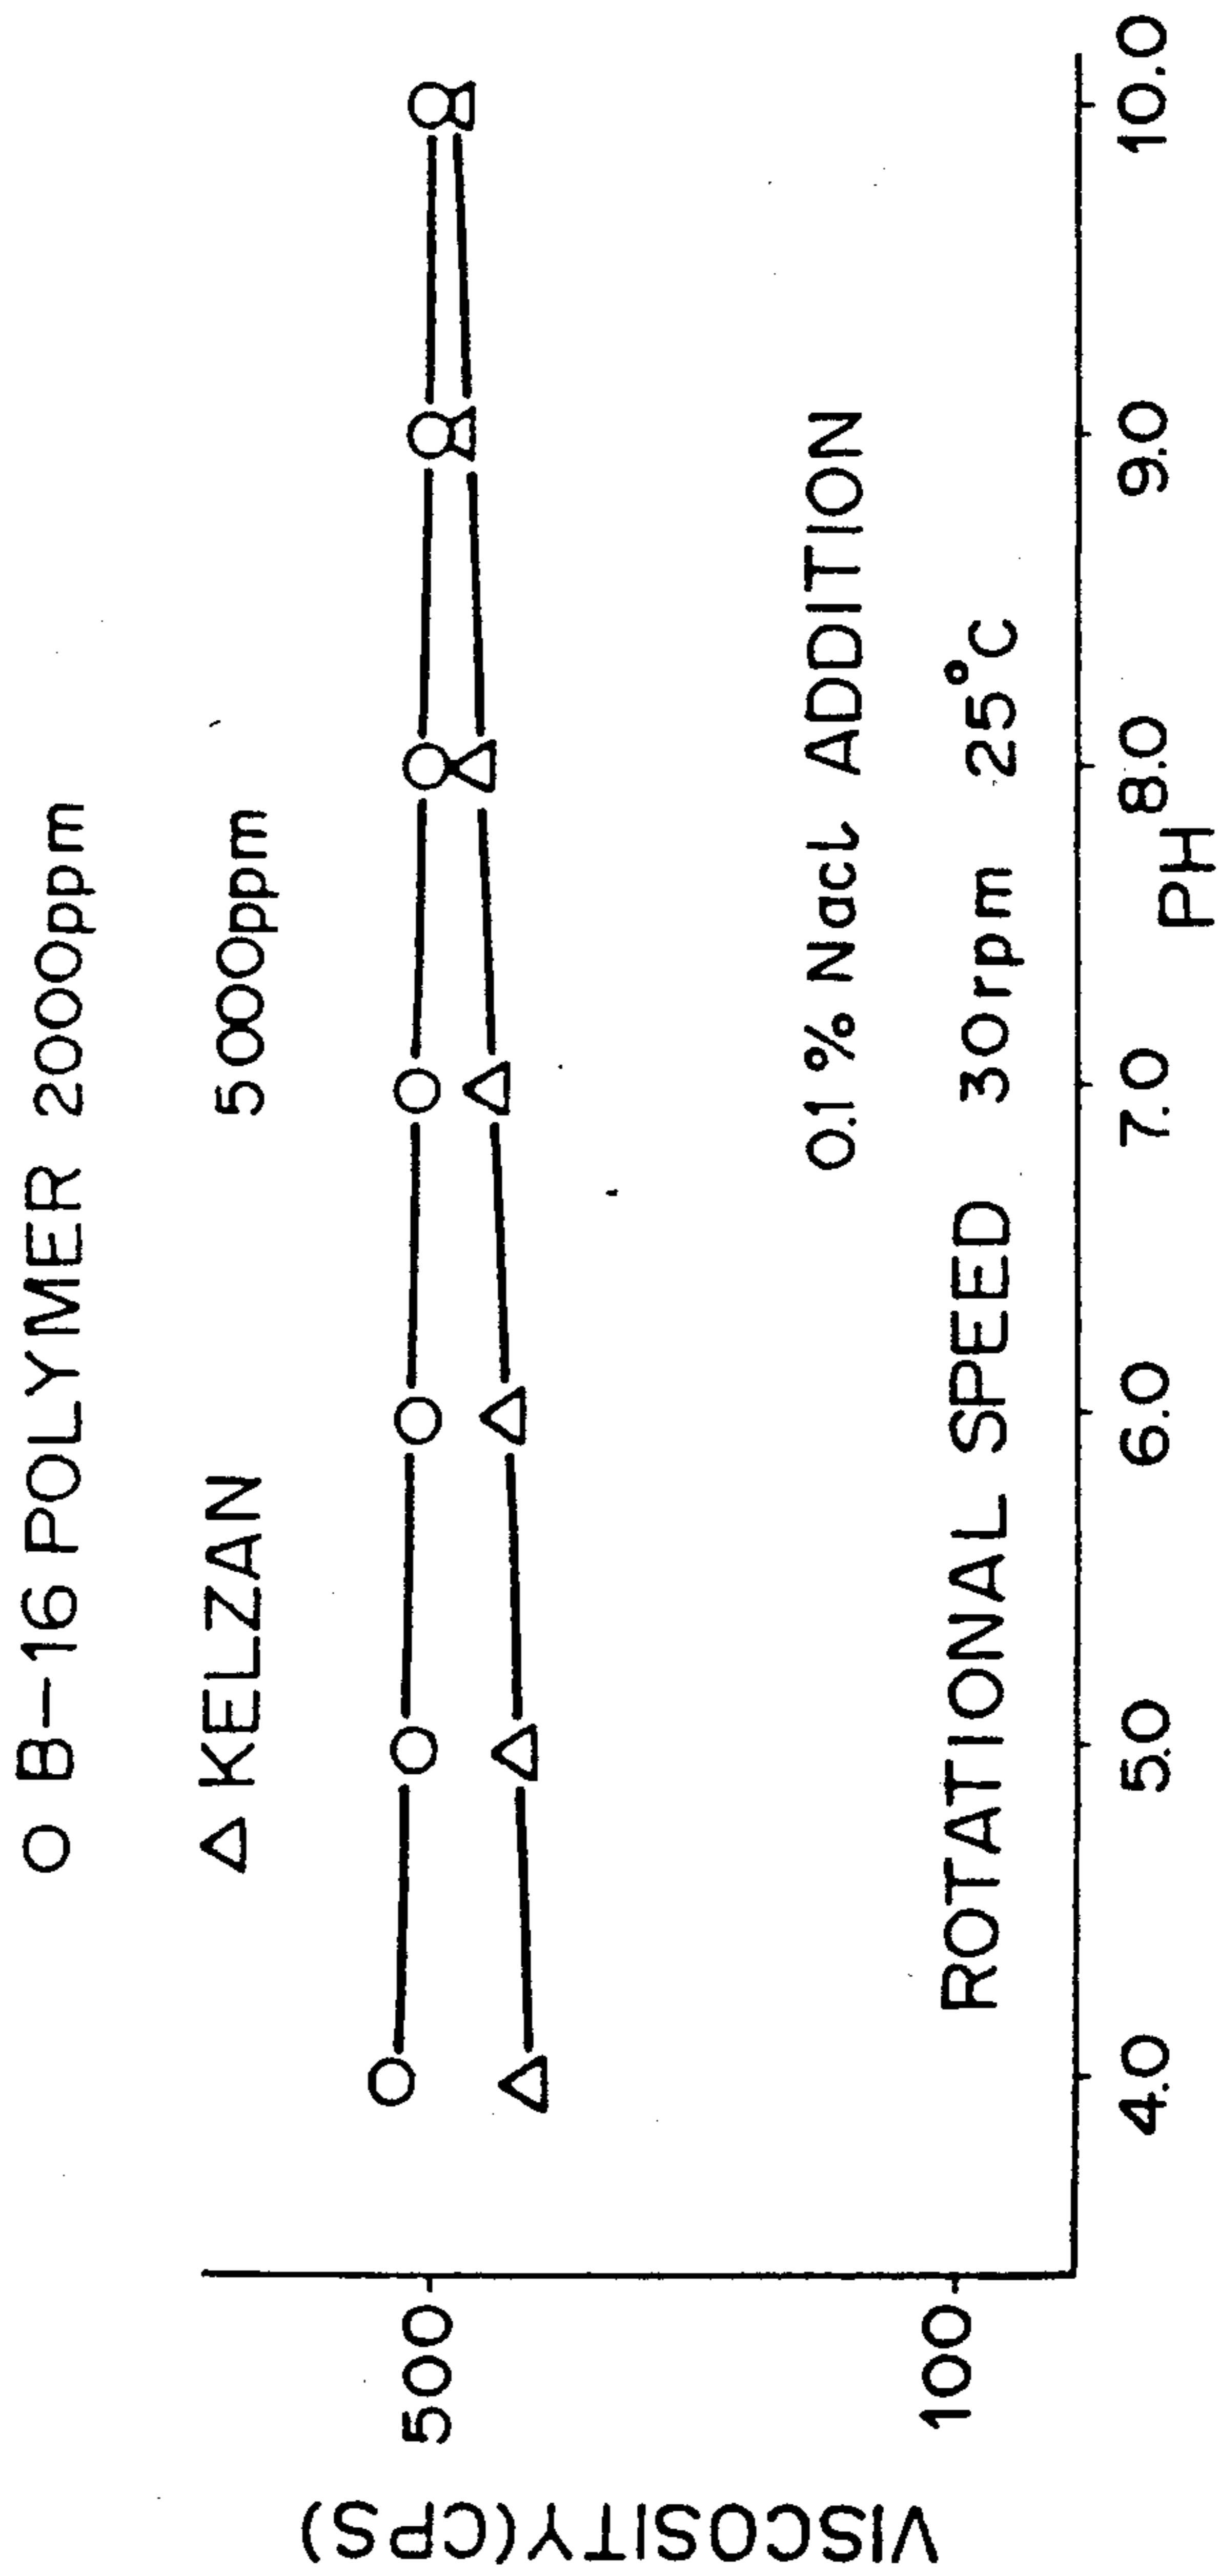 ○ B-16 POLYMER 2000ppm
△ KELZAN 5000ppm
VISCOSITY(CPS)
500
100
0.1 % Nacl ADDITION
ROTATIONAL SPEED 30rpm 25°C
4.0 5.0 6.0 7.0 8.0 9.0 10.0
PH